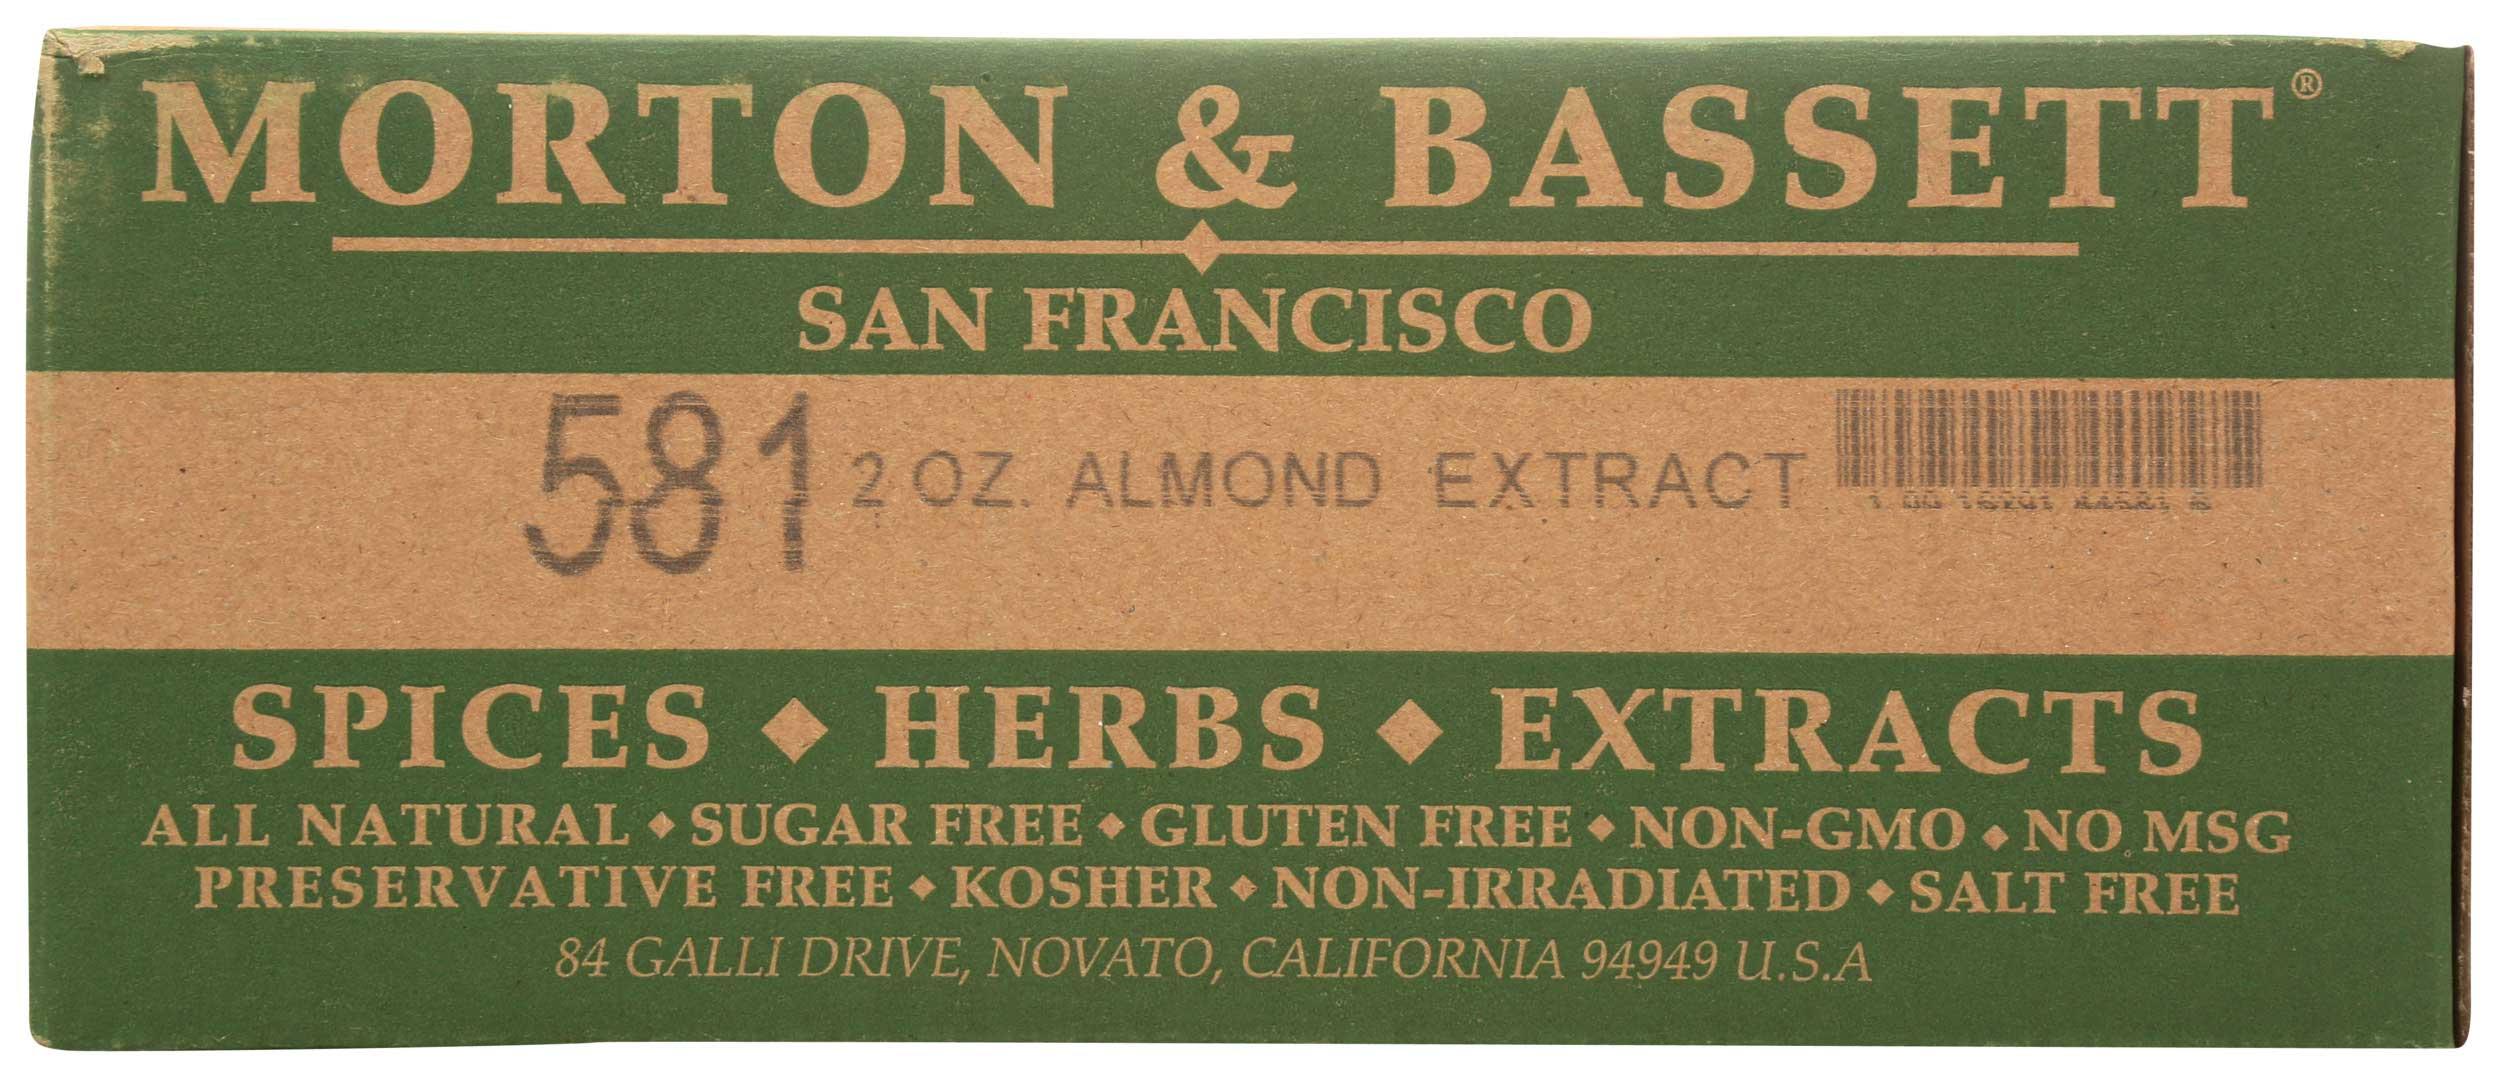 MORTON & BASSETT®
SAN FRANCISCO
581 2 OZ. ALMOND EXTRACT
SPICES ◆ HERBS ◆ EXTRACTS
ALL NATURAL ◆ SUGAR FREE ◆ GLUTEN FREE ◆ NON-GMO ◆ NO MSG
PRESERVATIVE FREE ◆ KOSHER ◆ NON-IRRADIATED ◆ SALT FREE
84 GALLI DRIVE, NOVATO, CALIFORNIA 94949 U.S.A